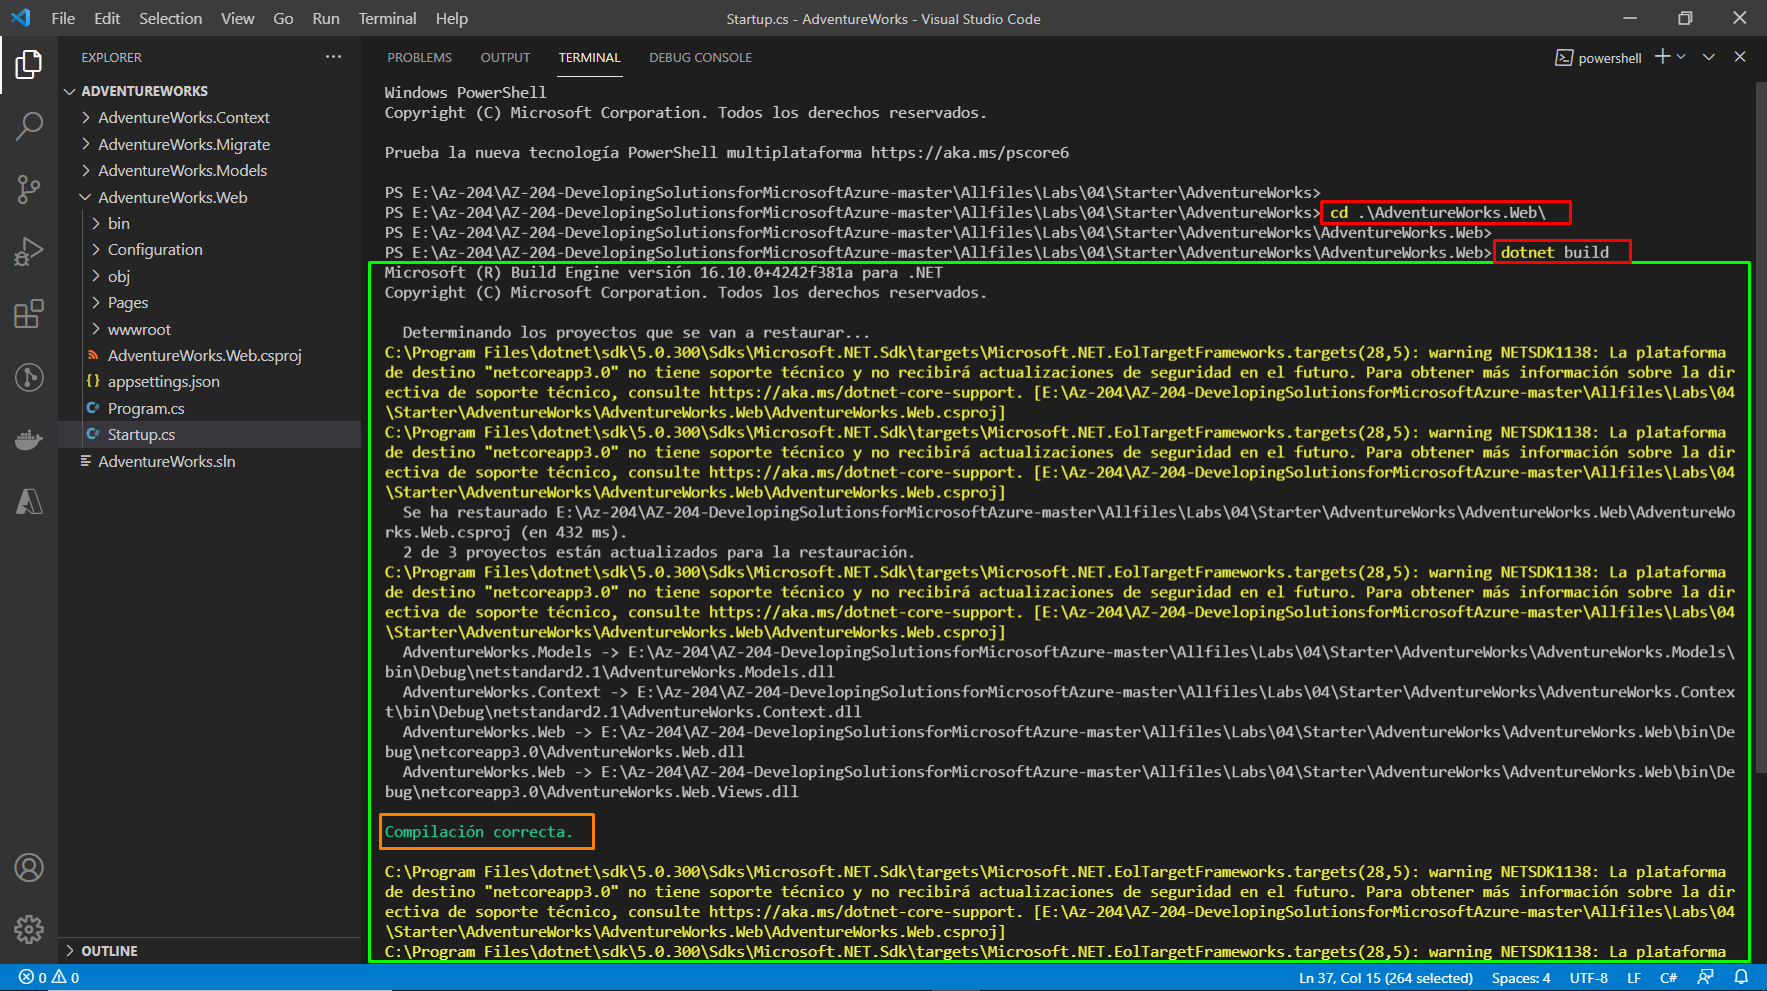 File Edit Selection View Go Run Terminal Help
Startup.cs - AdventureWorks - Visual Studio Code
EXPLORER
ADVENTUREWORKS
AdventureWorks.Context
AdventureWorks.Migrate
AdventureWorks.Models
AdventureWorks.Web
bin
Configuration
obj
Pages
wwwroot
AdventureWorks.Web.csproj
{} appsettings.json
C# Program.cs
C# Startup.cs
AdventureWorks.sln
OUTLINE
PROBLEMS OUTPUT TERMINAL DEBUG CONSOLE
powershell
Windows PowerShell
Copyright (C) Microsoft Corporation. Todos los derechos reservados.
Prueba la nueva tecnología PowerShell multiplataforma https://aka.ms/pscore6
PS E:\Az-204\AZ-204-DevelopingSolutionsforMicrosoftAzure-master\Allfiles\Labs\04\Starter\AdventureWorks>
PS E:\Az-204\AZ-204-DevelopingSolutionsforMicrosoftAzure-master\Allfiles\Labs\04\Starter\AdventureWorks> cd .\AdventureWorks.Web\
PS E:\Az-204\AZ-204-DevelopingSolutionsforMicrosoftAzure-master\Allfiles\Labs\04\Starter\AdventureWorks\AdventureWorks.Web>
PS E:\Az-204\AZ-204-DevelopingSolutionsforMicrosoftAzure-master\Allfiles\Labs\04\Starter\AdventureWorks\AdventureWorks.Web> dotnet build
Microsoft (R) Build Engine versión 16.10.0+4242f381a para .NET
Copyright (C) Microsoft Corporation. Todos los derechos reservados.
Determinando los proyectos que se van a restaurar...
C:\Program Files\dotnet\sdk\5.0.300\Sdks\Microsoft.NET.Sdk\targets\Microsoft.NET.EolTargetFrameworks.targets(28,5): warning NETSDK1138: La plataforma
de destino "netcoreapp3.0" no tiene soporte técnico y no recibirá actualizaciones de seguridad en el futuro. Para obtener más información sobre la dir
ectiva de soporte técnico, consulte https://aka.ms/dotnet-core-support. [E:\Az-204\AZ-204-DevelopingSolutionsforMicrosoftAzure-master\Allfiles\Labs\04
\Starter\AdventureWorks\AdventureWorks.Web\AdventureWorks.Web.csproj]
C:\Program Files\dotnet\sdk\5.0.300\Sdks\Microsoft.NET.Sdk\targets\Microsoft.NET.EolTargetFrameworks.targets(28,5): warning NETSDK1138: La plataforma
de destino "netcoreapp3.0" no tiene soporte técnico y no recibirá actualizaciones de seguridad en el futuro. Para obtener más información sobre la dir
ectiva de soporte técnico, consulte https://aka.ms/dotnet-core-support. [E:\Az-204\AZ-204-DevelopingSolutionsforMicrosoftAzure-master\Allfiles\Labs\04
\Starter\AdventureWorks\AdventureWorks.Web\AdventureWorks.Web.csproj]
Se ha restaurado E:\Az-204\AZ-204-DevelopingSolutionsforMicrosoftAzure-master\Allfiles\Labs\04\Starter\AdventureWorks\AdventureWorks.Web\AdventureWo
rks.Web.csproj (en 432 ms).
2 de 3 proyectos están actualizados para la restauración.
C:\Program Files\dotnet\sdk\5.0.300\Sdks\Microsoft.NET.Sdk\targets\Microsoft.NET.EolTargetFrameworks.targets(28,5): warning NETSDK1138: La plataforma
de destino "netcoreapp3.0" no tiene soporte técnico y no recibirá actualizaciones de seguridad en el futuro. Para obtener más información sobre la dir
ectiva de soporte técnico, consulte https://aka.ms/dotnet-core-support. [E:\Az-204\AZ-204-DevelopingSolutionsforMicrosoftAzure-master\Allfiles\Labs\04
\Starter\AdventureWorks\AdventureWorks.Web\AdventureWorks.Web.csproj]
AdventureWorks.Models -> E:\Az-204\AZ-204-DevelopingSolutionsforMicrosoftAzure-master\Allfiles\Labs\04\Starter\AdventureWorks\AdventureWorks.Models\
bin\Debug\netstandard2.1\AdventureWorks.Models.dll
AdventureWorks.Context -> E:\Az-204\AZ-204-DevelopingSolutionsforMicrosoftAzure-master\Allfiles\Labs\04\Starter\AdventureWorks\AdventureWorks.Contex
t\bin\Debug\netstandard2.1\AdventureWorks.Context.dll
AdventureWorks.Web -> E:\Az-204\AZ-204-DevelopingSolutionsforMicrosoftAzure-master\Allfiles\Labs\04\Starter\AdventureWorks\AdventureWorks.Web\bin\De
bug\netcoreapp3.0\AdventureWorks.Web.dll
AdventureWorks.Web -> E:\Az-204\AZ-204-DevelopingSolutionsforMicrosoftAzure-master\Allfiles\Labs\04\Starter\AdventureWorks\AdventureWorks.Web\bin\De
bug\netcoreapp3.0\AdventureWorks.Web.Views.dll
Compilación correcta.
C:\Program Files\dotnet\sdk\5.0.300\Sdks\Microsoft.NET.Sdk\targets\Microsoft.NET.EolTargetFrameworks.targets(28,5): warning NETSDK1138: La plataforma
de destino "netcoreapp3.0" no tiene soporte técnico y no recibirá actualizaciones de seguridad en el futuro. Para obtener más información sobre la dir
ectiva de soporte técnico, consulte https://aka.ms/dotnet-core-support. [E:\Az-204\AZ-204-DevelopingSolutionsforMicrosoftAzure-master\Allfiles\Labs\04
\Starter\AdventureWorks\AdventureWorks.Web\AdventureWorks.Web.csproj]
C:\Program Files\dotnet\sdk\5.0.300\Sdks\Microsoft.NET.Sdk\targets\Microsoft.NET.EolTargetFrameworks.targets(28,5): warning NETSDK1138: La plataforma
0 0
Ln 37, Col 15 (264 selected) Spaces: 4 UTF-8 LF C#